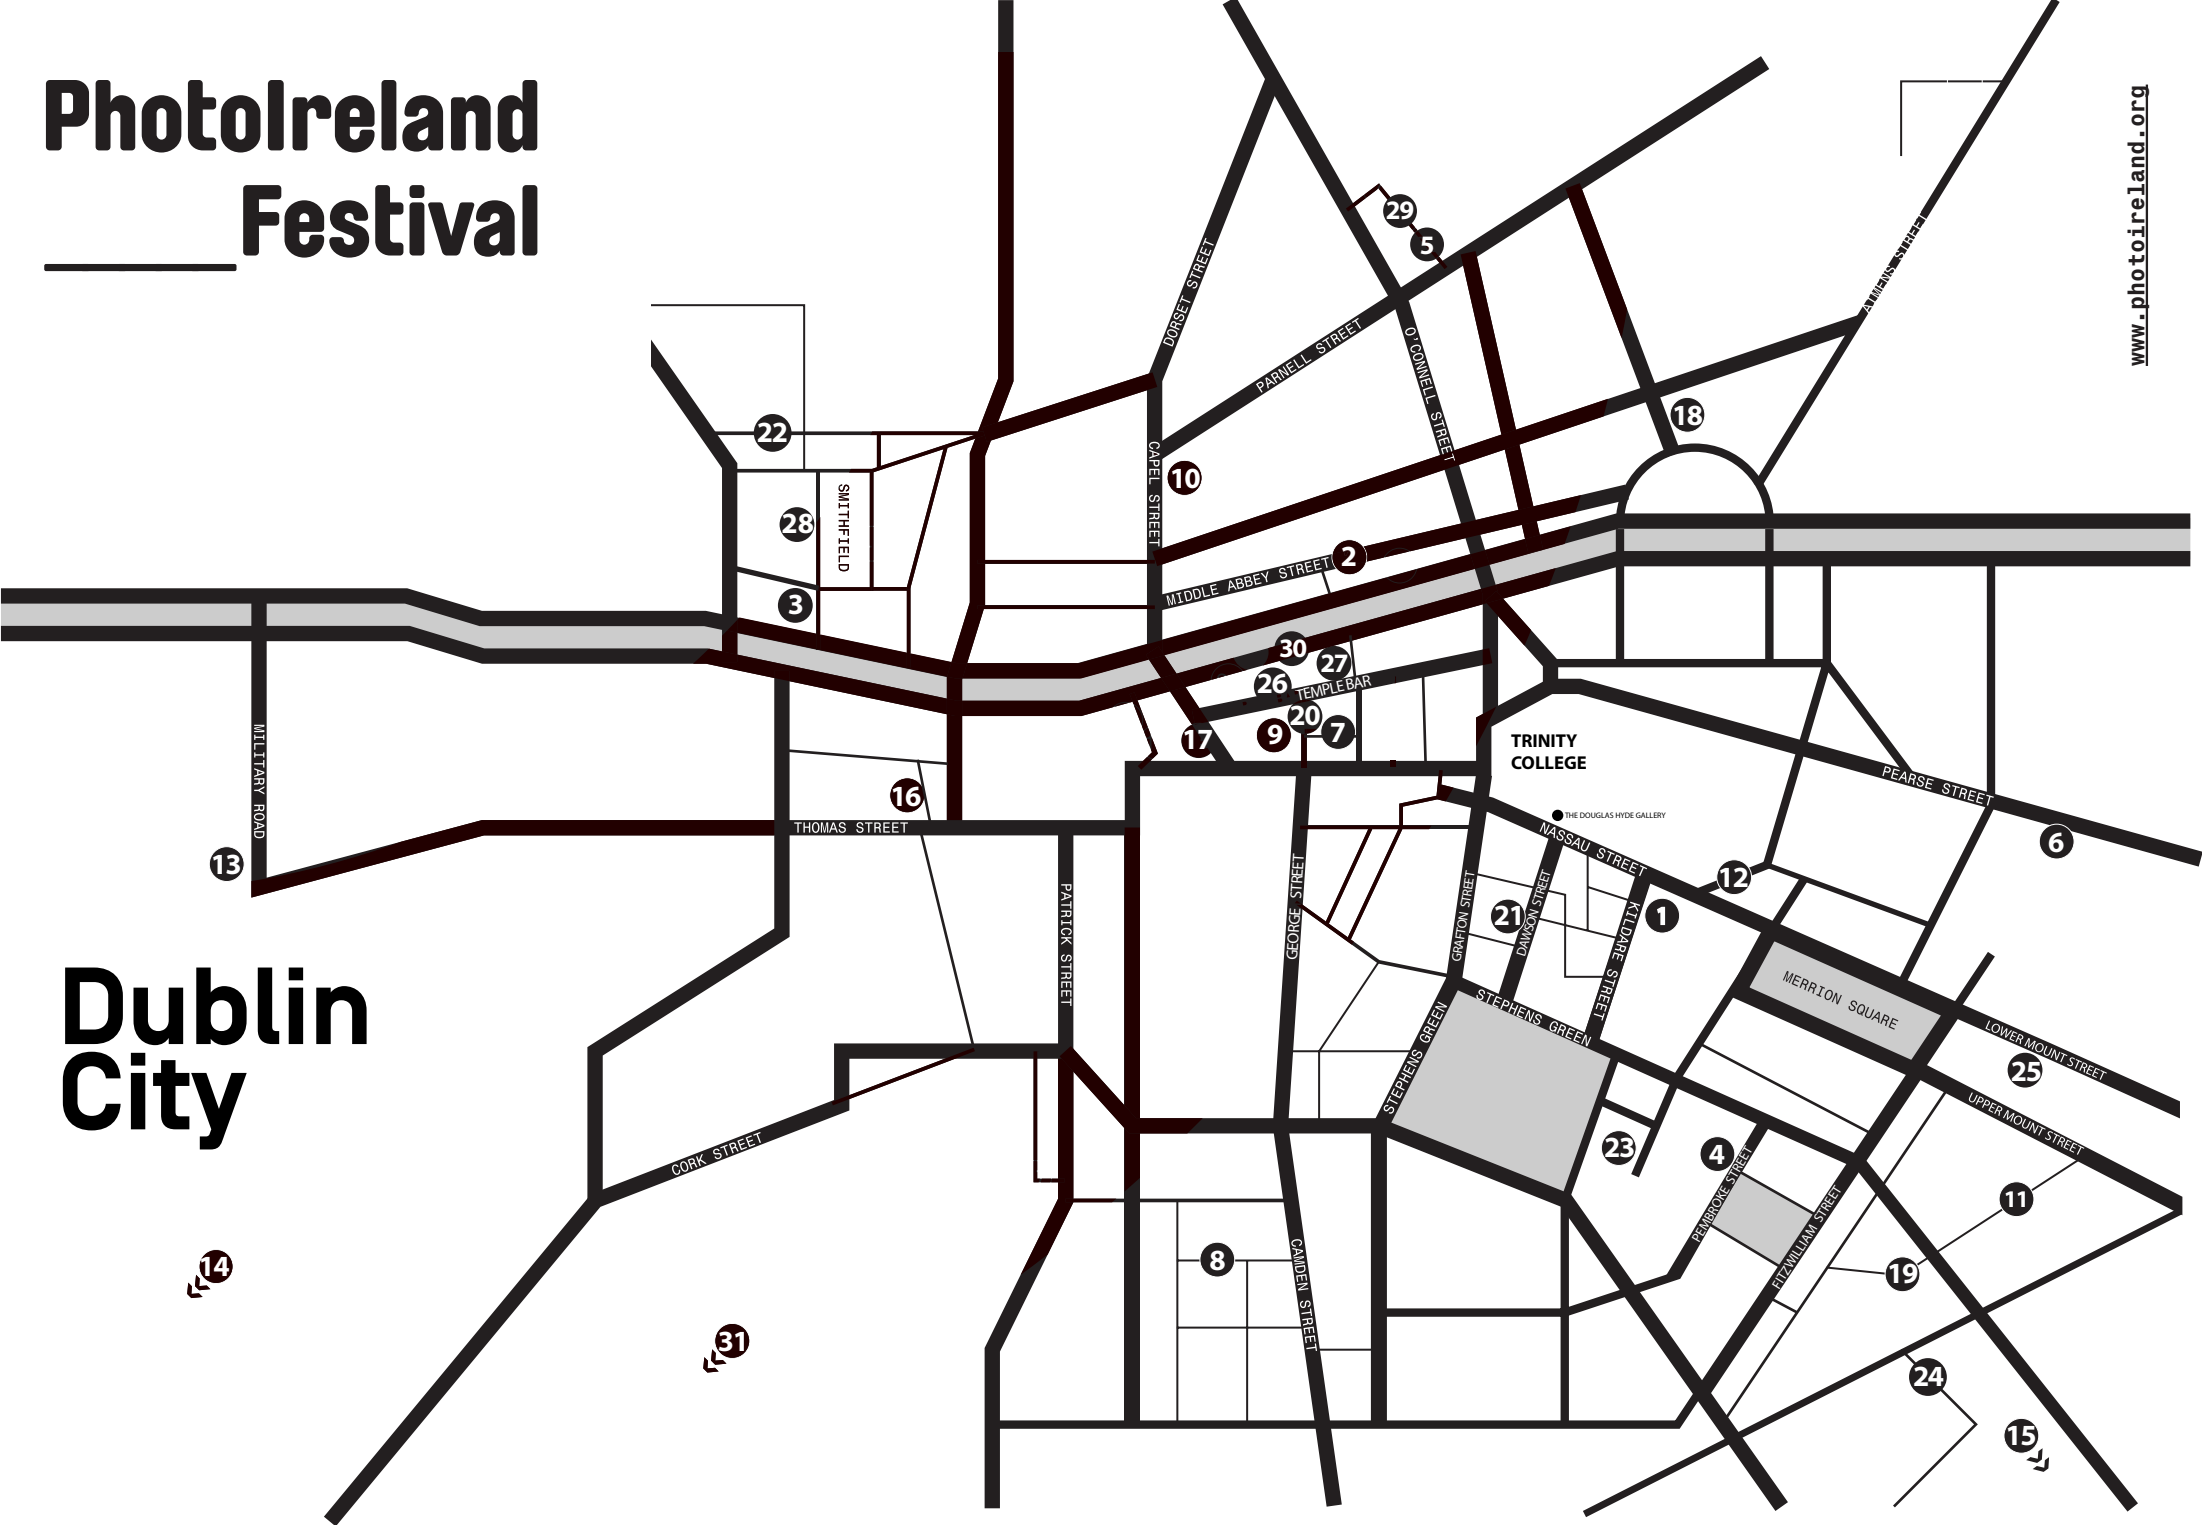 PhotoIreland
Festival
www.photoireland.org
29
5
DORSET STREET
AIMENS STREET
PARNELL STREET
O'CONNELL STREET
18
22
CAPEL STREET
10
SMITHFIELD
28
2
MIDDLE ABBEY STREET
3
30
27
26
TEMPLE BAR
20
9
7
17
TRINITY
COLLEGE
MILITARY ROAD
PEARSE STREET
16
THOMAS STREET
THE DOUGLAS HYDE GALLERY
NASSAU STREET
6
13
12
PATRICK STREET
GEORGE STREET
GRAFTON STREET
21
DAWSON STREET
KILDARE STREET
1
Dublin
City
MERRION SQUARE
STEPHENS GREEN
STEPHENS GREEN
LOWER MOUNT STREET
25
UPPER MOUNT STREET
CORK STREET
23
4
PEMBROKE STREET
FITZWILLIAM STREET
11
14
8
CAMDEN STREET
19
31
24
15